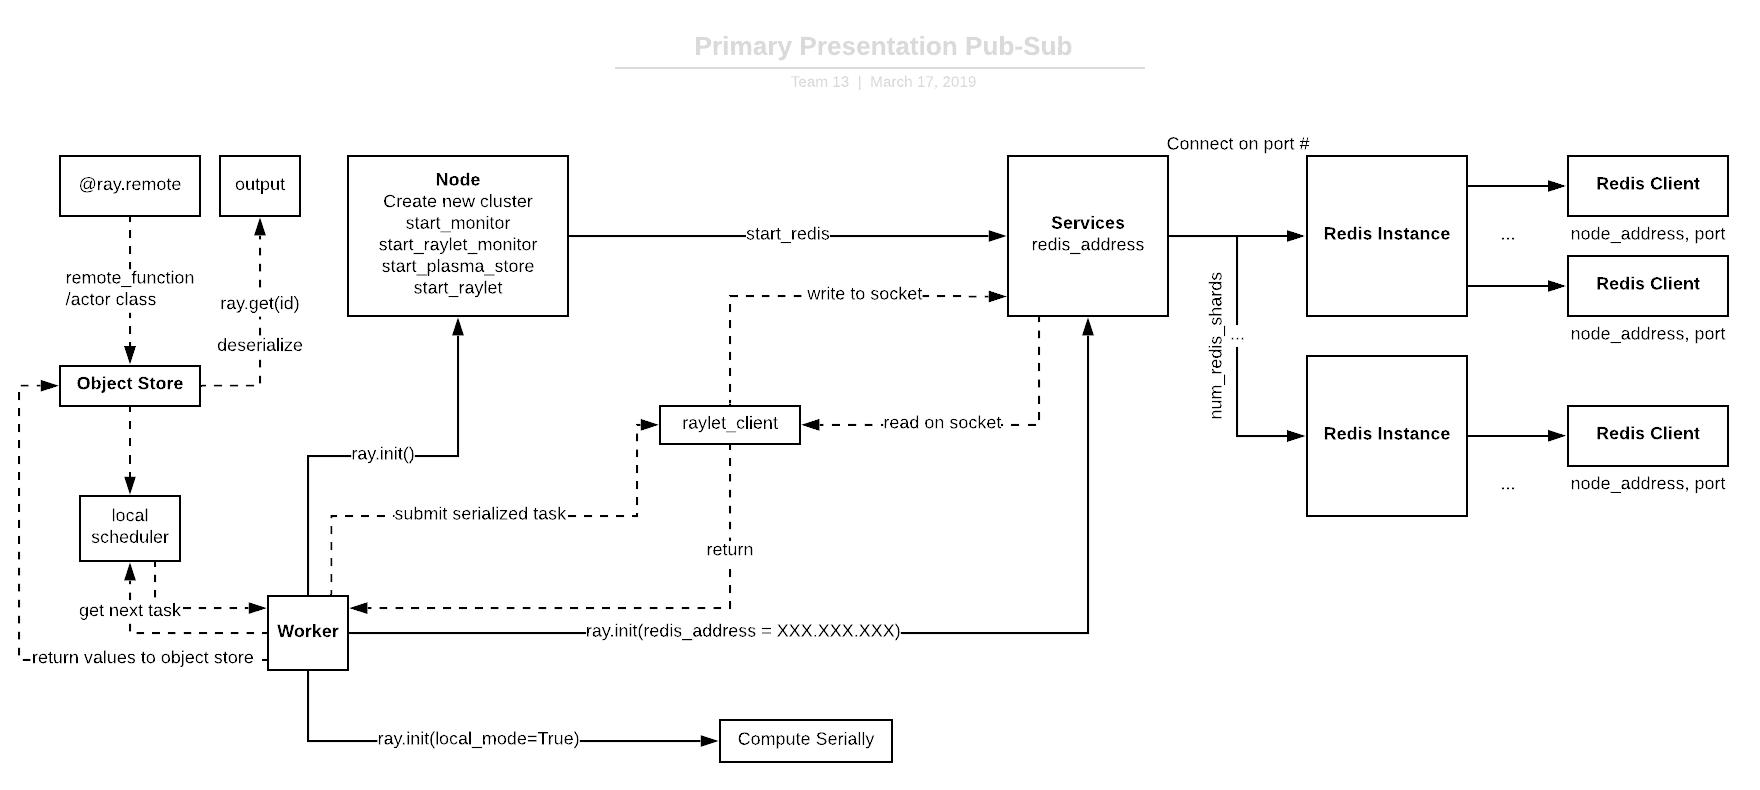 Primary Presentation Pub-Sub
Team 13 | March 17, 2019
Connect on port #
@ray.remote
output
Node
Create new cluster
start_monitor
start_raylet_monitor
start_plasma_store
start_raylet
start_redis
Services
redis_address
Redis Instance
Redis Client
...
node_address, port
Redis Client
node_address, port
remote_function
/actor class
ray.get(id)
deserialize
write to socket
num_redis_shards
...
Object Store
raylet_client
read on socket
Redis Instance
Redis Client
...
node_address, port
ray.init()
local
scheduler
submit serialized task
return
get next task
Worker
ray.init(redis_address = XXX.XXX.XXX)
return values to object store
ray.init(local_mode=True)
Compute Serially